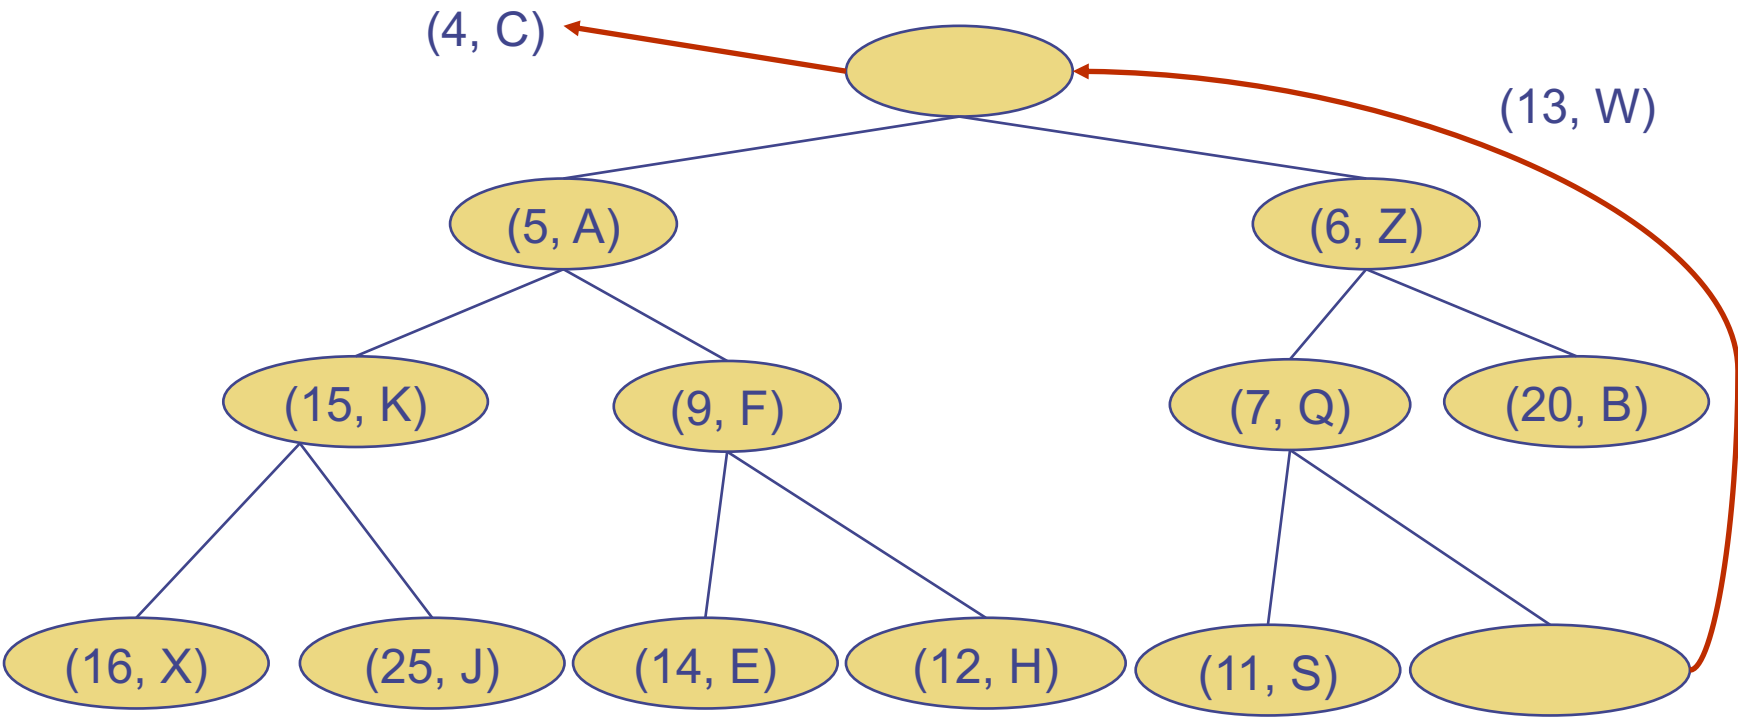 (4, C)
(13, W)
(5, A)
(6, Z)
(15, K)
(9, F)
(7, Q)
(20, B)
(16, X)
(25, J)
(14, E)
(12, H)
(11, S)